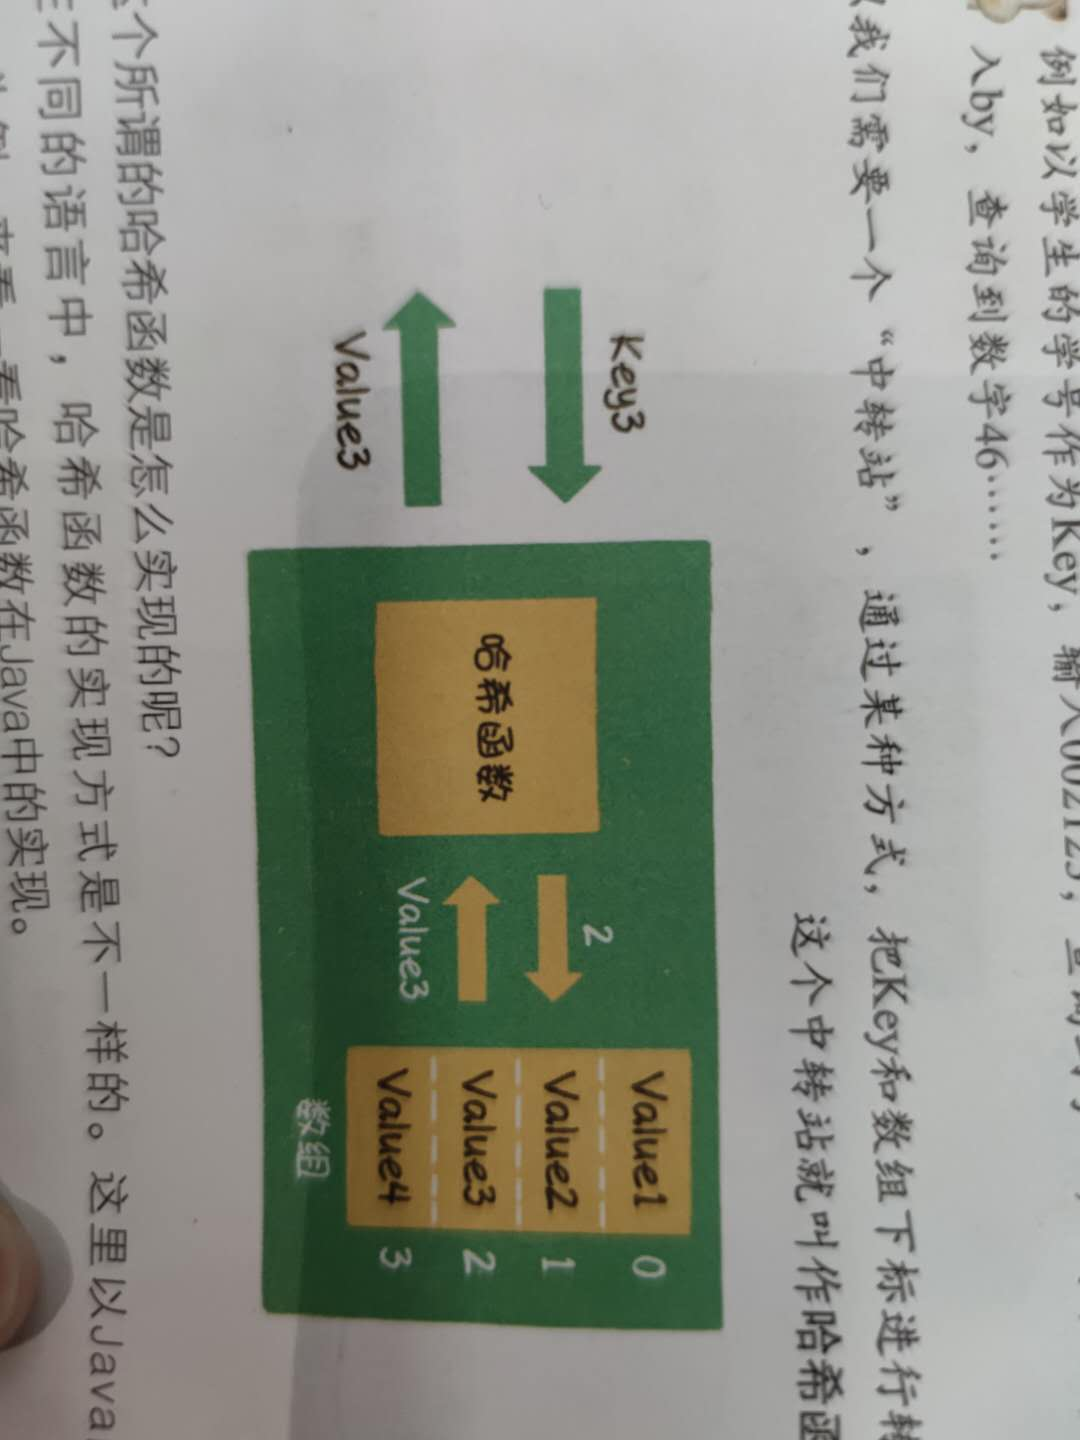 例如以学生的学号作为Key，输入002123，
入by，查询到数字46……
我们需要一个“中转站”，通过某种方式，把Key和数组下标进行转
这个中转站就叫作哈希函
Key3
Value3
哈希函数
2
Value3
Value1 0
Value2 1
Value3 2
Value4 3
数组
个所谓的哈希函数是怎么实现的呢？
不同的语言中，哈希函数的实现方式是不一样的。这里以Java
来看一看哈希函数在Java中的实现。